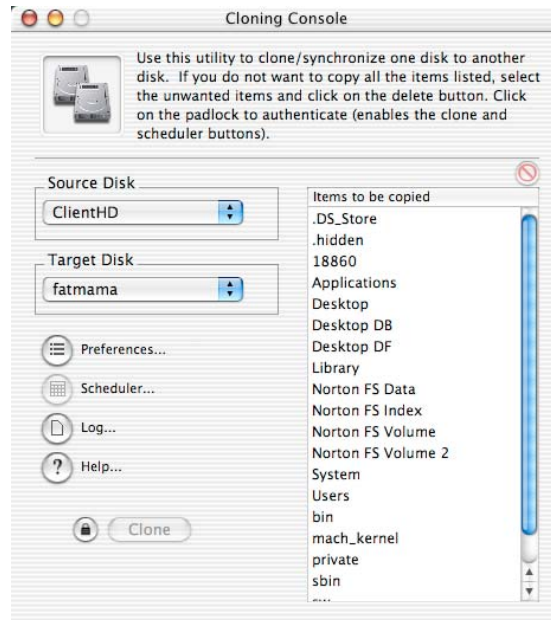 Cloning Console
Use this utility to clone/synchronize one disk to another
disk. If you do not want to copy all the items listed, select
the unwanted items and click on the delete button. Click
on the padlock to authenticate (enables the clone and
scheduler buttons).
Source Disk
ClientHD
Target Disk
fatmama
Preferences...
Scheduler...
Log...
? Help...
Clone
Items to be copied
.DS_Store
.hidden
18860
Applications
Desktop
Desktop DB
Desktop DF
Library
Norton FS Data
Norton FS Index
Norton FS Volume
Norton FS Volume 2
System
Users
bin
mach_kernel
private
sbin